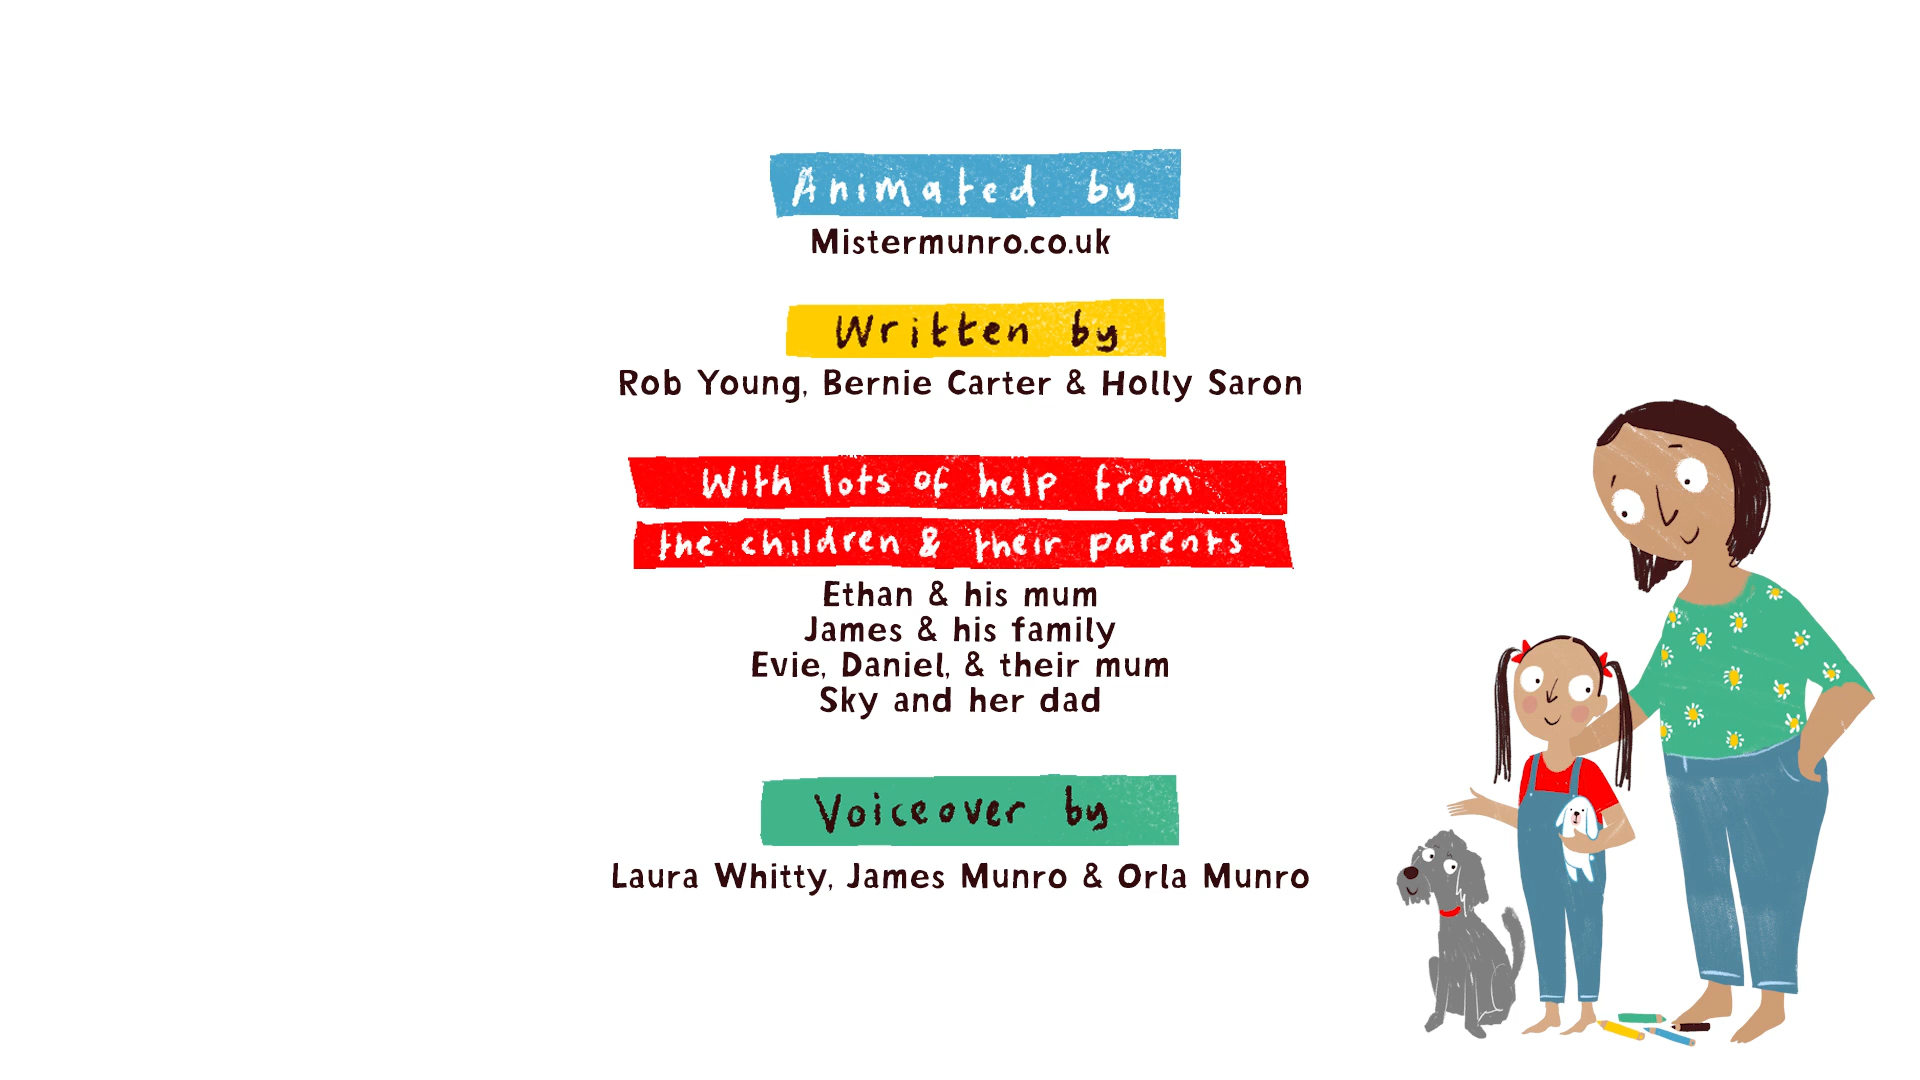 Animated by
Mistermunro.co.uk
Written by
Rob Young, Bernie Carter & Holly Saron
With lots of help from
the children & their parents
Ethan & his mum
James & his family
Evie, Daniel, & their mum
Sky and her dad
Voiceover by
Laura Whitty, James Munro & Orla Munro